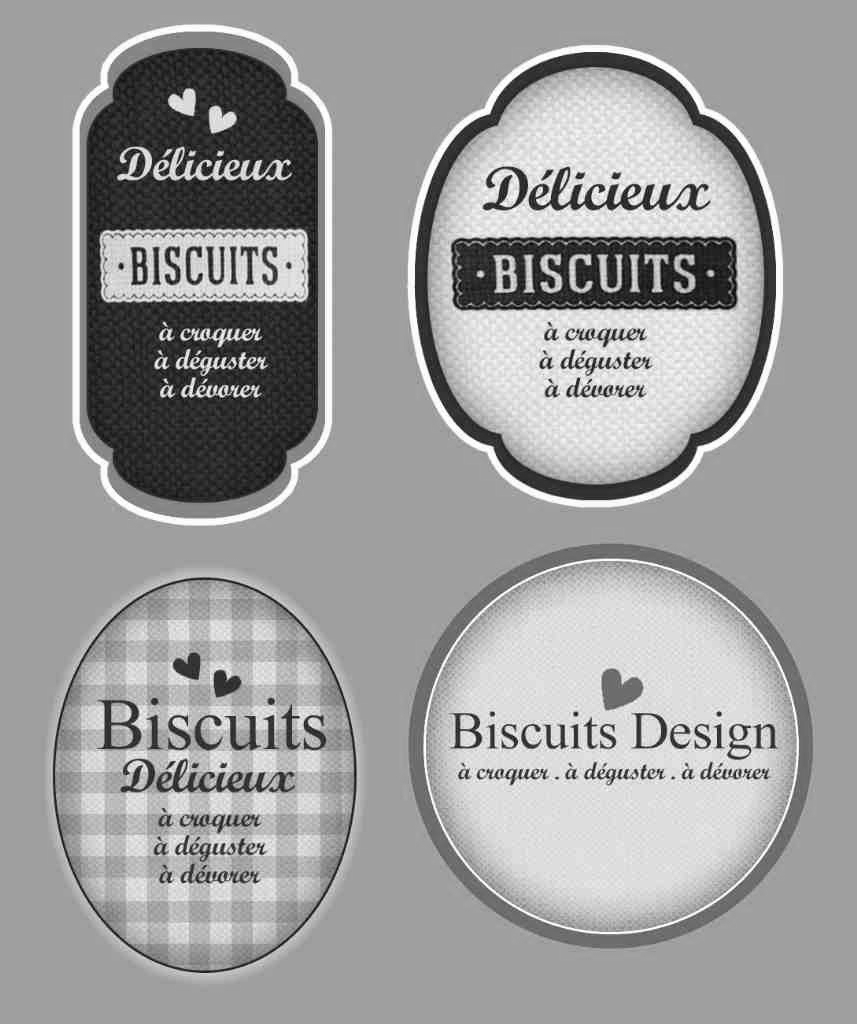 Délicieux
·BISCUITS·
à croquer
à déguster
à dévorer
Délicieux
·BISCUITS·
à croquer
à déguster
à dévorer
Biscuits
Délicieux
à croquer
à déguster
à dévorer
Biscuits Design
à croquer . à déguster . à dévorer